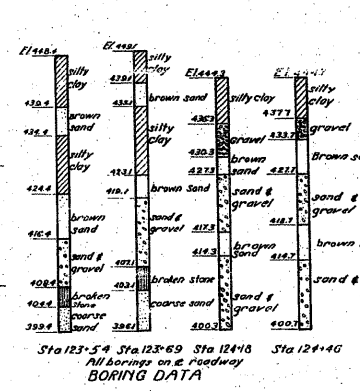 El. 448.4
silty
clay
439.4
brown
sand
434.4
silty
clay
424.4
brown
sand
416.4
sand &
gravel
408.4
broken
stone
404.4
coarse
sand
399.4
El. 449.1
silty
clay
439.1
brown sand
433.1
silty
clay
423.1
brown sand
419.1
sand &
gravel
407.1
broken stone
403.1
coarse sand
396.1
El. 444.3
silty clay
436.3
gravel
430.3
brown
sand
427.3
sand &
gravel
417.3
brown
sand
414.3
sand &
gravel
400.3
silty
clay
437.7
gravel
433.7
Brown
427.7
sand &
gravel
418.7
brown
414.7
sand &
400.7
Sta 123+54 Sta 123+69 Sta 124+18 Sta 124+46
All borings on ℄ roadway
BORING DATA